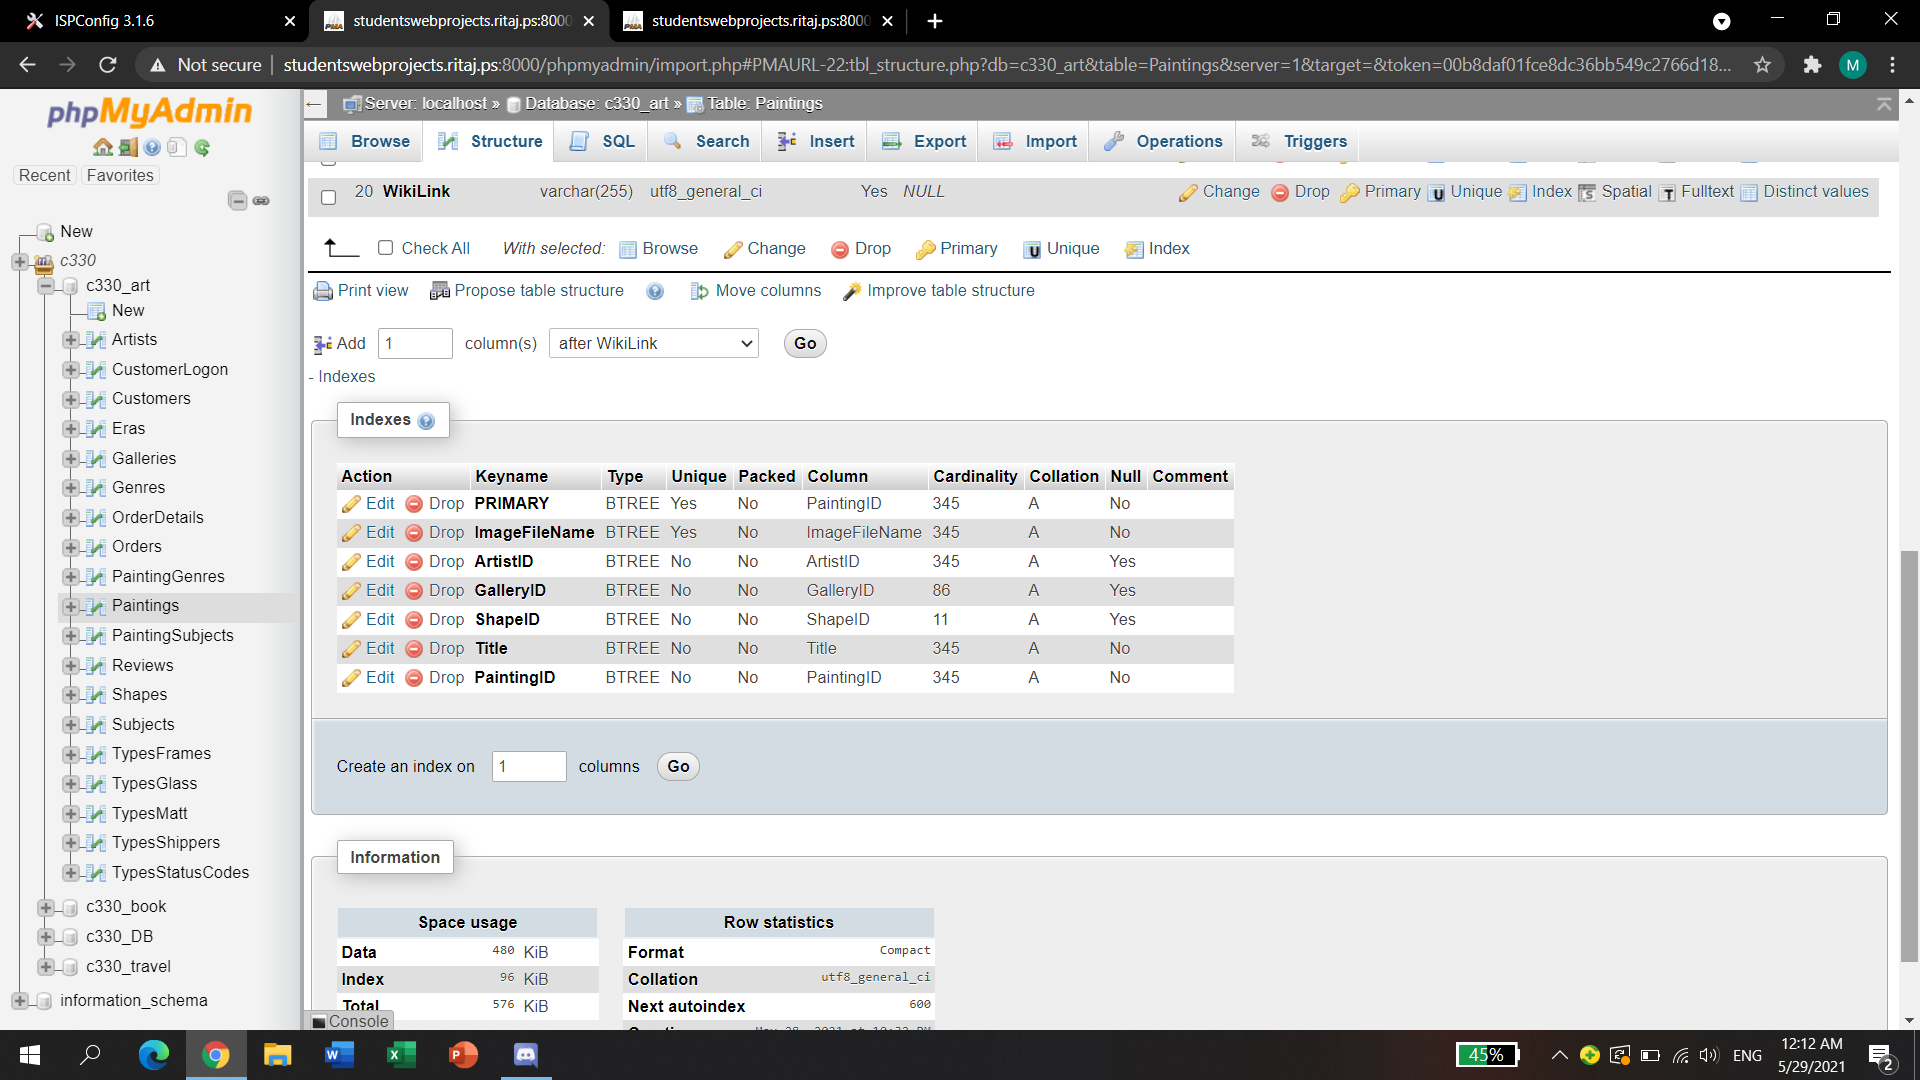 ISPConfig 3.1.6
studentswebprojects.ritaj.ps:8000
studentswebprojects.ritaj.ps:8000
Not secure
studentswebprojects.ritaj.ps:8000/phpmyadmin/import.php#PMAURL-22:tbl_structure.php?db=c330_art&table=Paintings&server=1&target=&token=00b8daf01fce8dc36bb549c2766d18...
M
phpMyAdmin
Recent Favorites
New
c330
c330_art
New
Artists
CustomerLogon
Customers
Eras
Galleries
Genres
OrderDetails
Orders
PaintingGenres
Paintings
PaintingSubjects
Reviews
Shapes
Subjects
TypesFrames
TypesGlass
TypesMatt
TypesShippers
TypesStatusCodes
c330_book
c330_DB
c330_travel
information_schema
Server: localhost » Database: c330_art » Table: Paintings
Browse Structure SQL Search Insert Export Import Operations Triggers
20 WikiLink varchar(255) utf8_general_ci Yes NULL Change Drop Primary Unique Index Spatial Fulltext Distinct values
Check All With selected: Browse Change Drop Primary Unique Index
Print view Propose table structure Move columns Improve table structure
Add 1 column(s) after WikiLink Go
- Indexes
Indexes
Action Keyname Type Unique Packed Column Cardinality Collation Null Comment
Edit Drop PRIMARY BTREE Yes No PaintingID 345 A No
Edit Drop ImageFileName BTREE Yes No ImageFileName 345 A No
Edit Drop ArtistID BTREE No No ArtistID 345 A Yes
Edit Drop GalleryID BTREE No No GalleryID 86 A Yes
Edit Drop ShapeID BTREE No No ShapeID 11 A Yes
Edit Drop Title BTREE No No Title 345 A No
Edit Drop PaintingID BTREE No No PaintingID 345 A No
Create an index on 1 columns Go
Information
Space usage
Data 480 KiB
Index 96 KiB
Total 576 KiB
Row statistics
Format Compact
Collation utf8_general_ci
Next autoindex 600
Console
45%
ENG
12:12 AM
5/29/2021
2